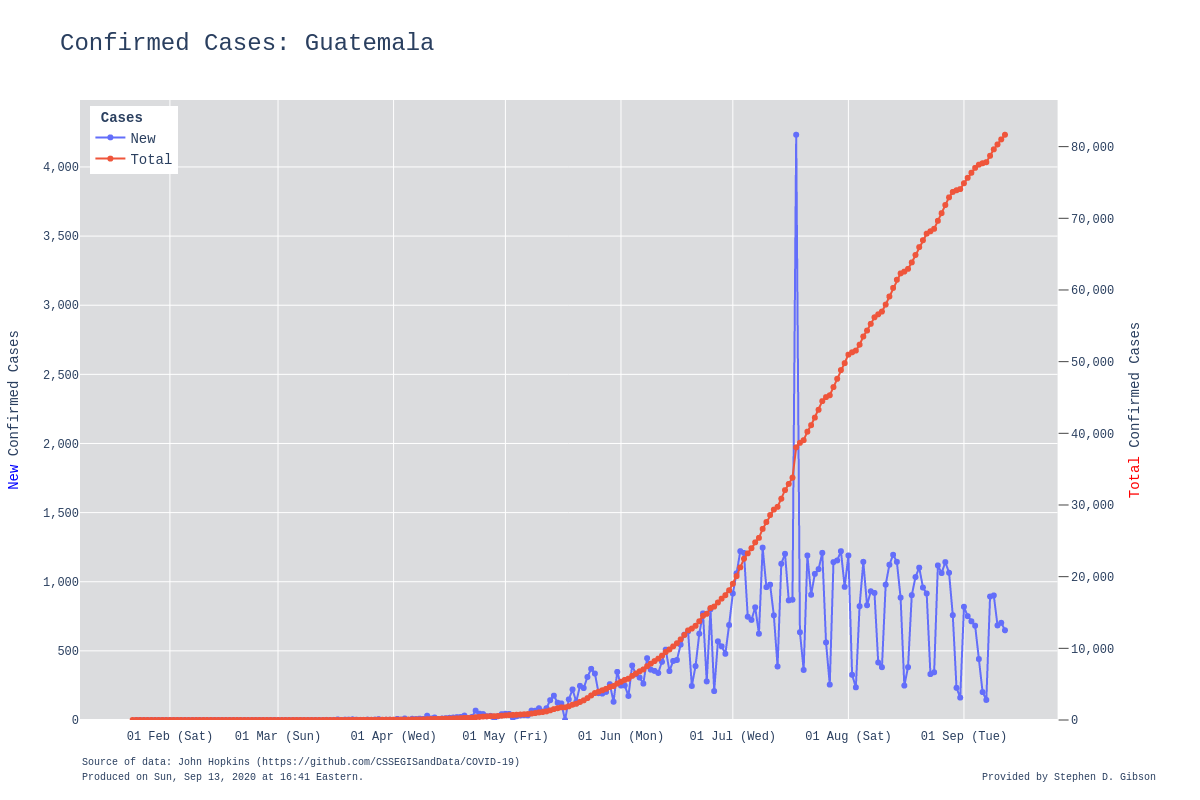 Confirmed Cases: Guatemala
Cases
New
Total
4,000
3,500
3,000
2,500
2,000
1,500
1,000
500
0
80,000
70,000
60,000
50,000
40,000
30,000
20,000
10,000
0
New Confirmed Cases
Total Confirmed Cases
01 Feb (Sat)
01 Mar (Sun)
01 Apr (Wed)
01 May (Fri)
01 Jun (Mon)
01 Jul (Wed)
01 Aug (Sat)
01 Sep (Tue)
Source of data: John Hopkins (https://github.com/CSSEGISandData/COVID-19)
Produced on Sun, Sep 13, 2020 at 16:41 Eastern.
Provided by Stephen D. Gibson